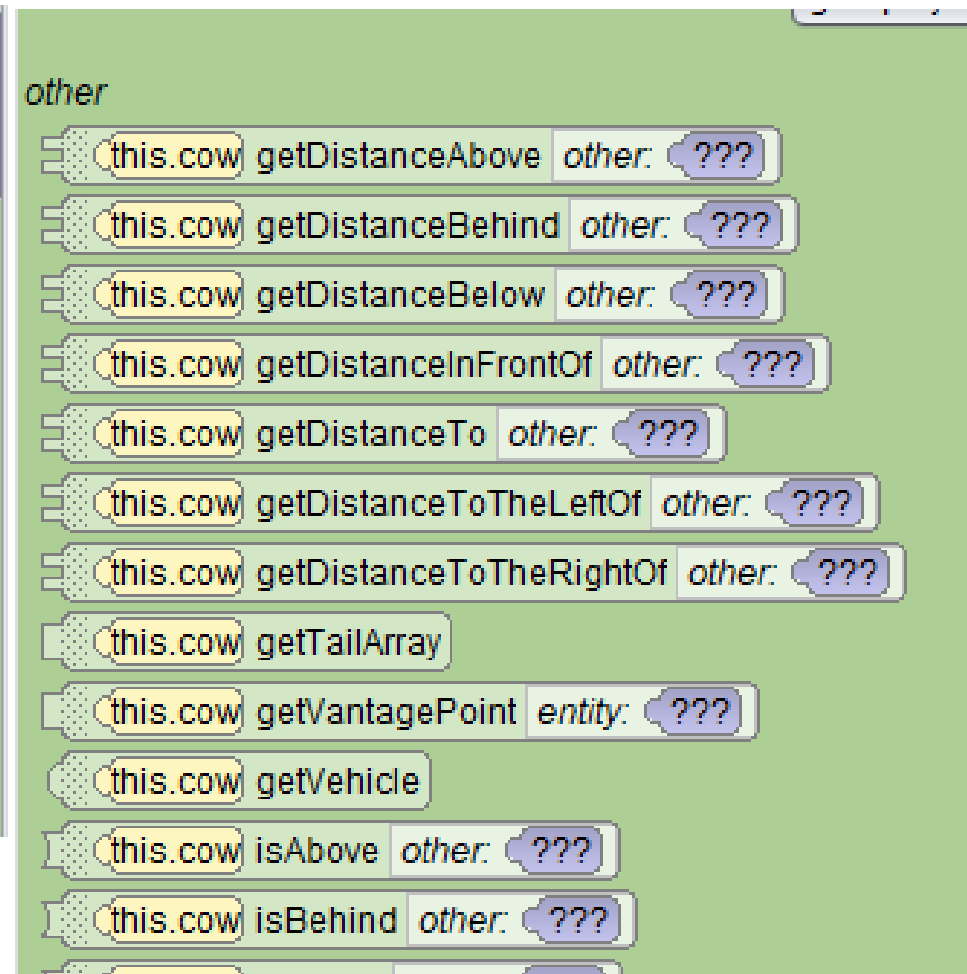 other
this.cow getDistanceAbove other: ???
this.cow getDistanceBehind other: ???
this.cow getDistanceBelow other: ???
this.cow getDistanceInFrontOf other: ???
this.cow getDistanceTo other: ???
this.cow getDistanceToTheLeftOf other: ???
this.cow getDistanceToTheRightOf other: ???
this.cow getTailArray
this.cow getVantagePoint entity: ???
this.cow getVehicle
this.cow isAbove other: ???
this.cow isBehind other: ???